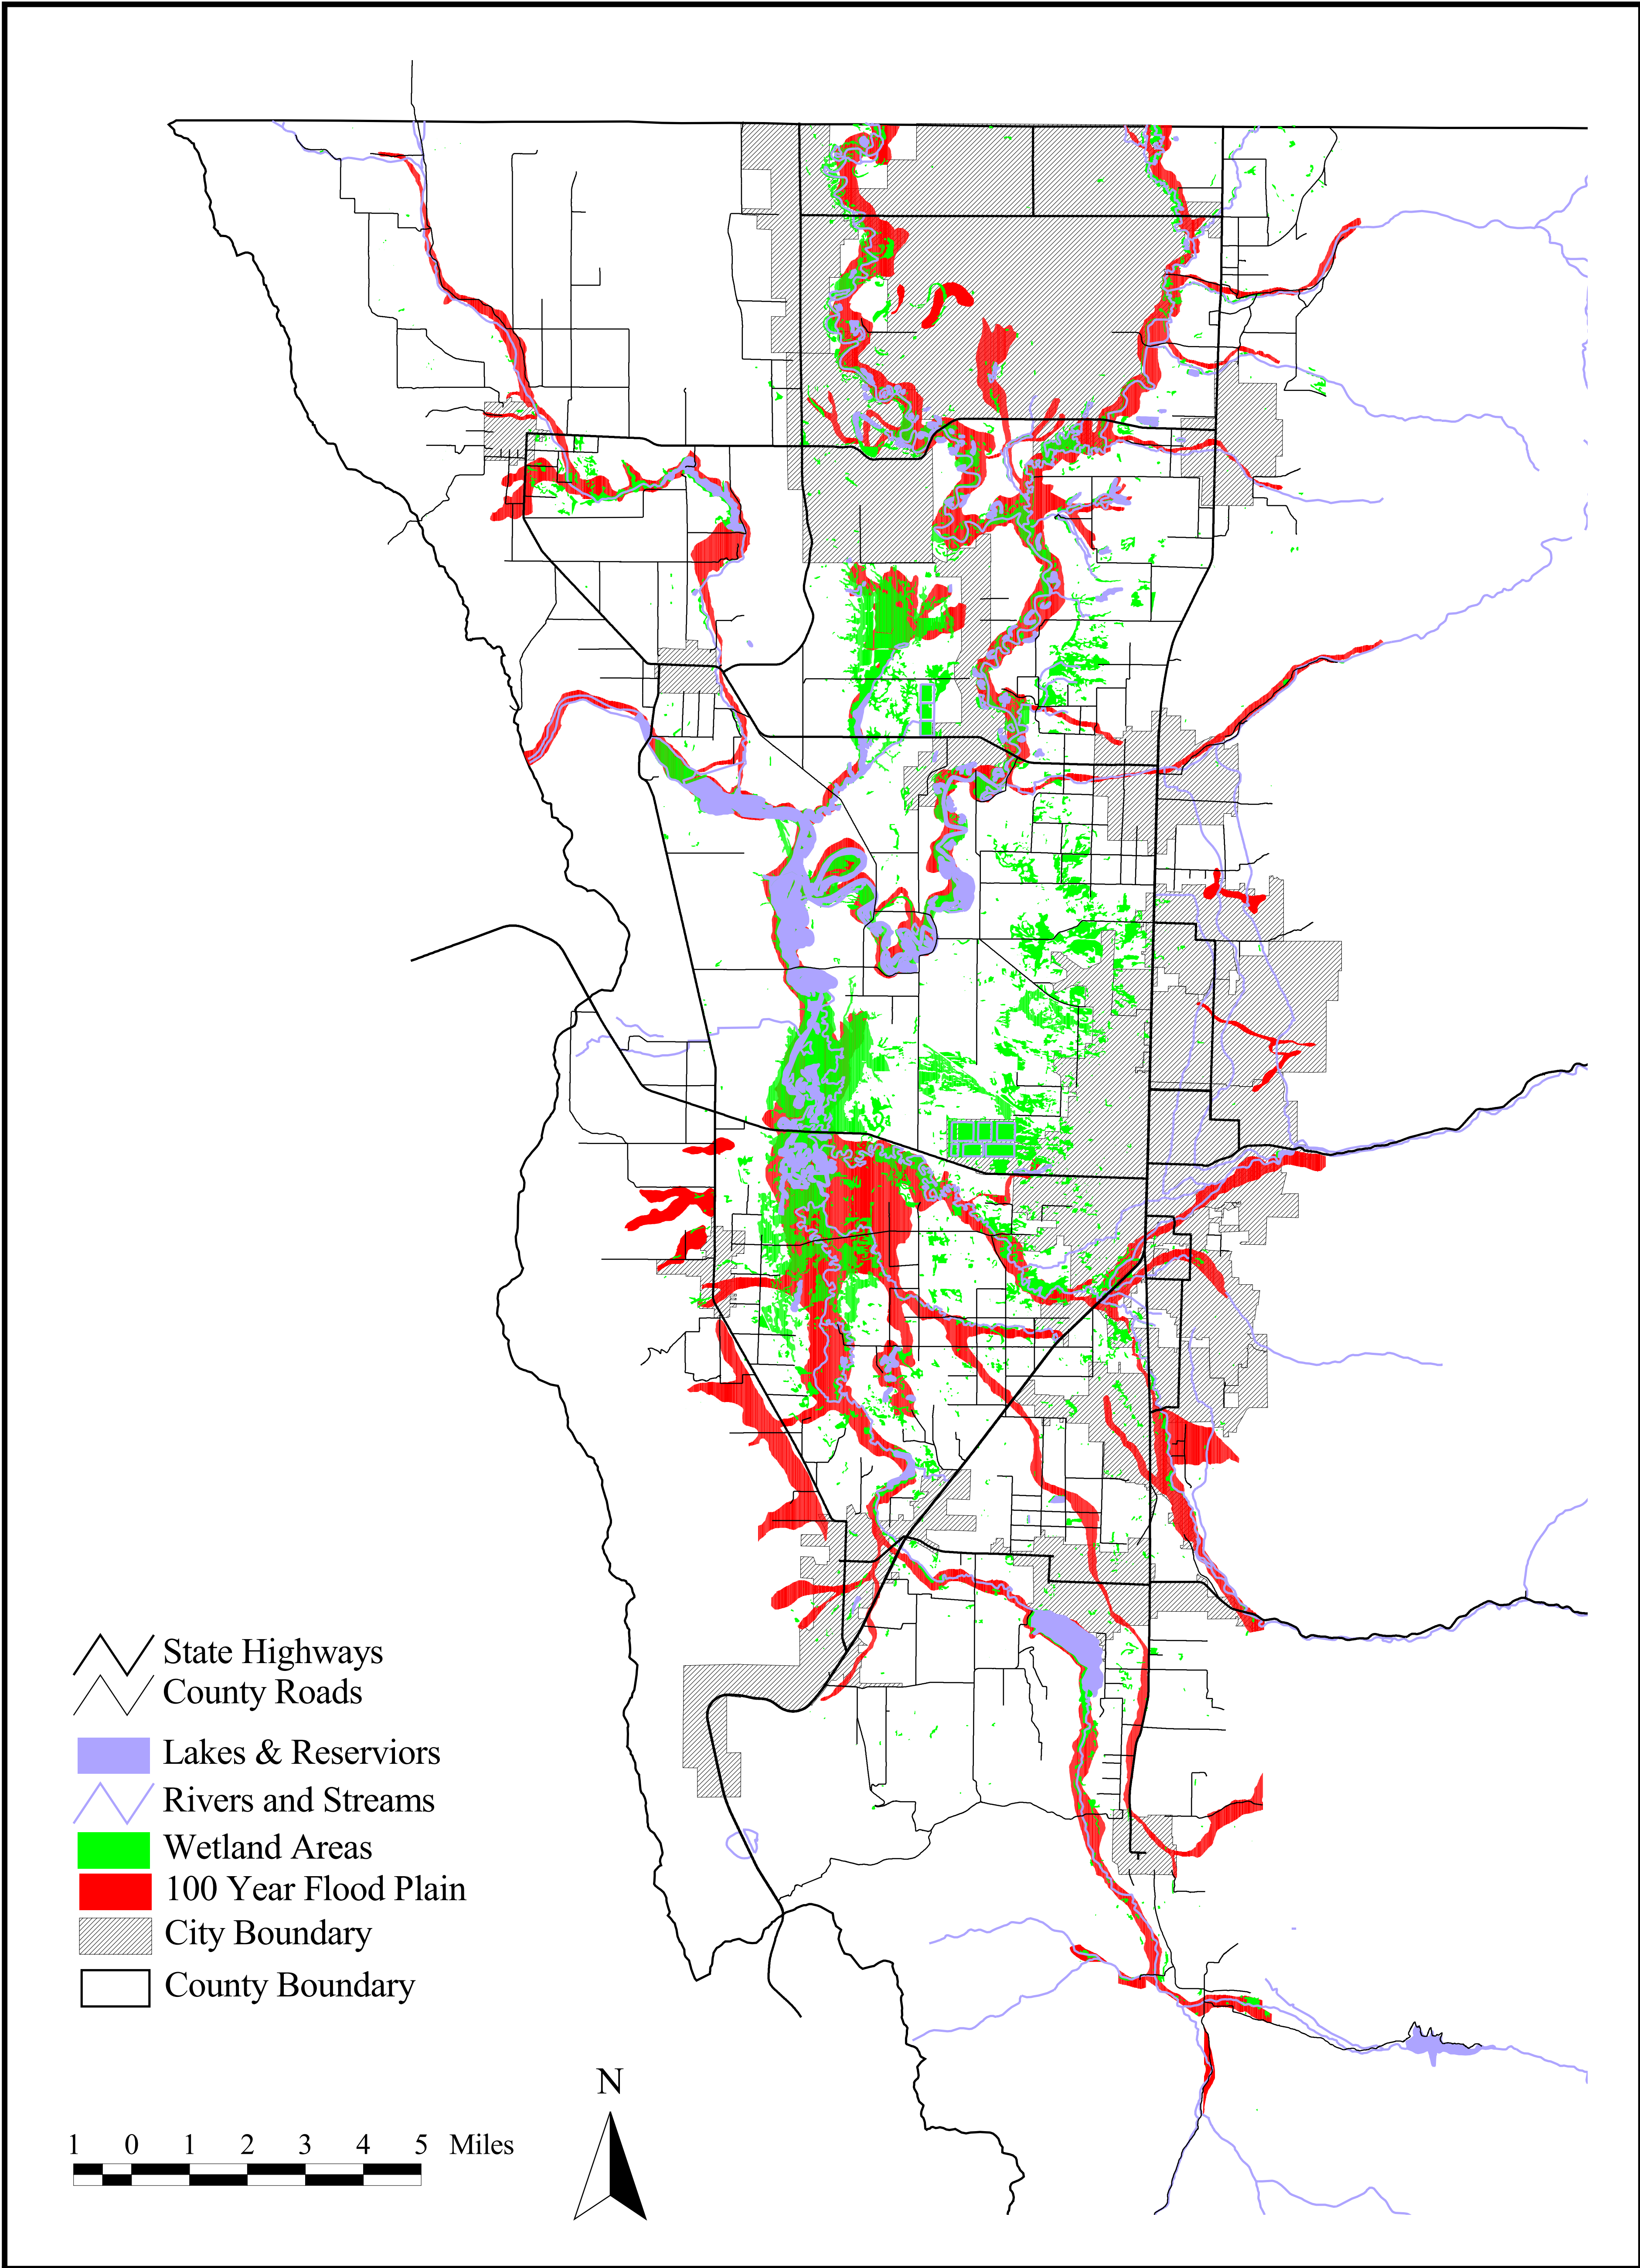 State Highways
County Roads
Lakes & Reserviors
Rivers and Streams
Wetland Areas
100 Year Flood Plain
City Boundary
County Boundary
N
1 0 1 2 3 4 5 Miles